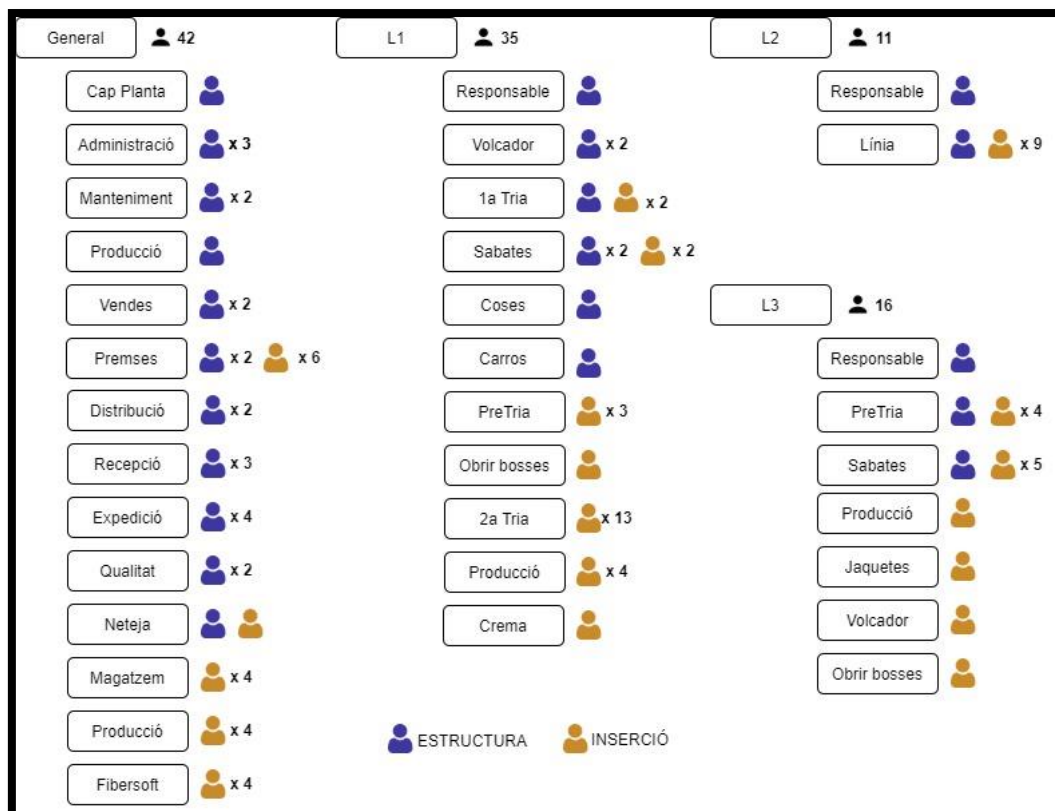 General 42
Cap Planta
Administració x 3
Manteniment x 2
Producció
Vendes x 2
Premses x 2 x 6
Distribució x 2
Recepció x 3
Expedició x 4
Qualitat x 2
Neteja
Magatzem x 4
Producció x 4
Fibersoft x 4
L1 35
Responsable
Volcador x 2
1a Tria x 2
Sabates x 2 x 2
Coses
Carros
PreTria x 3
Obrir bosses
2a Tria x 13
Producció x 4
Crema
L2 11
Responsable
Línia x 9
L3 16
Responsable
PreTria x 4
Sabates x 5
Producció
Jaquetes
Volcador
Obrir bosses
ESTRUCTURA INSERCIÓ